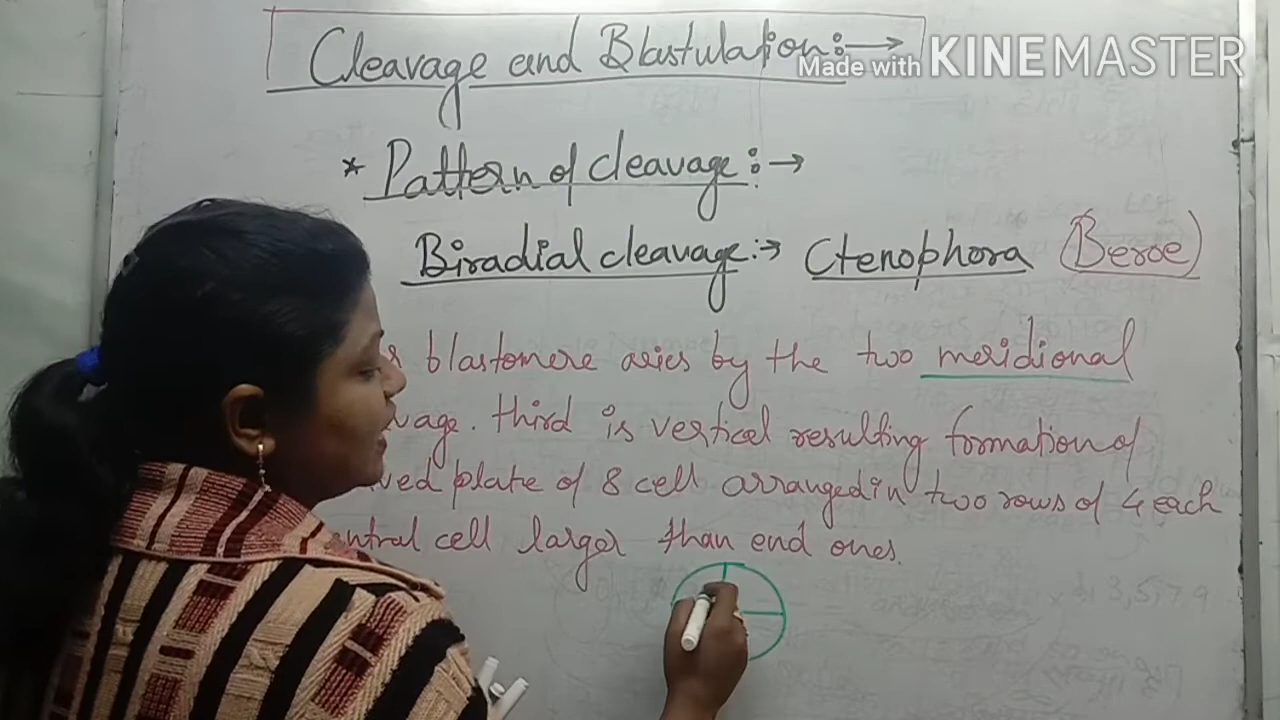 Cleavage and Blastulation:→
Made with KINEMASTER
* Pattern of cleavage:→
Biradial cleavage:→ Ctenophora (Beroe)
blastomere aries by the two meridional
third is vertical resulting formation of
plate of 8 cell arranged in two rows of 4 each
cell larger than end ones.